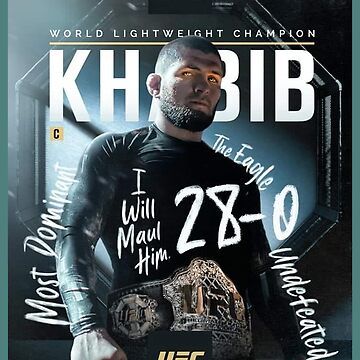 WORLD LIGHTWEIGHT CHAMPION
KHABIB
C
Most Dominant
I
Will
Maul
Him.
The Eagle
28-0
Undefeated
UFC